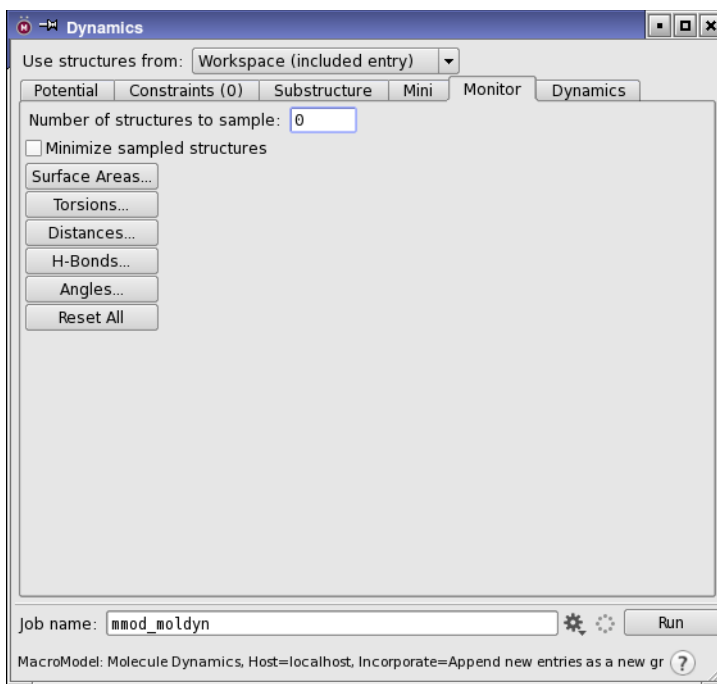 Dynamics
Use structures from: Workspace (included entry)
Potential Constraints (0) Substructure Mini Monitor Dynamics
Number of structures to sample: 0
Minimize sampled structures
Surface Areas...
Torsions...
Distances...
H-Bonds...
Angles...
Reset All
Job name: mmod_moldyn Run
MacroModel: Molecule Dynamics, Host=localhost, Incorporate=Append new entries as a new gr ?